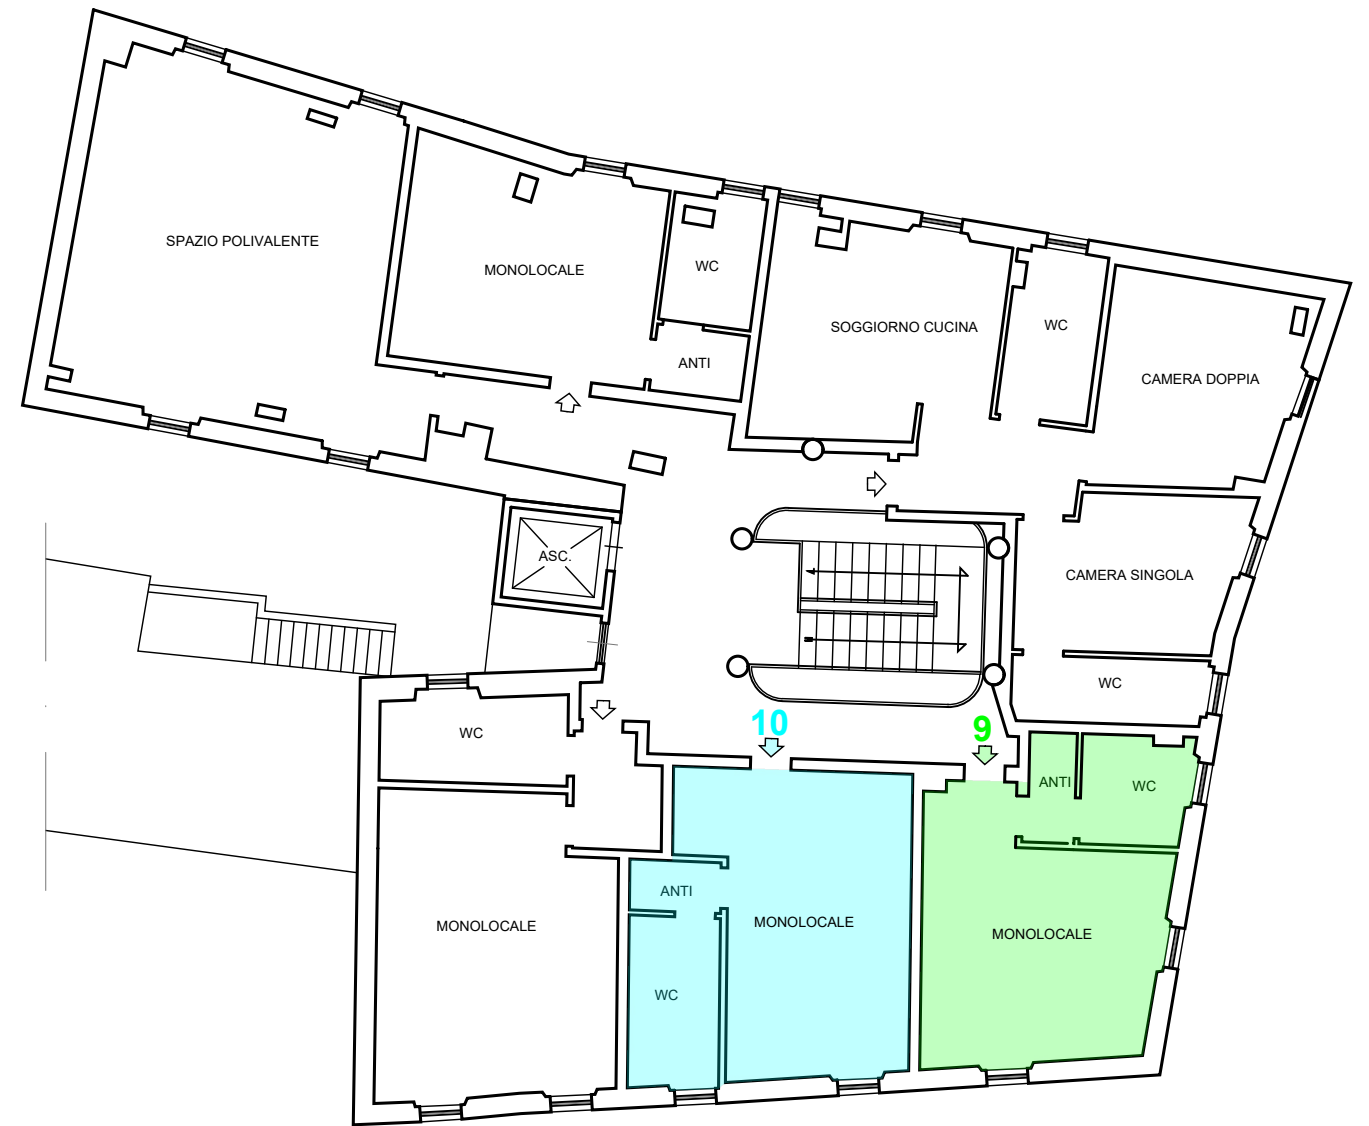 SPAZIO POLIVALENTE
MONOLOCALE
WC
ANTI
SOGGIORNO CUCINA
WC
CAMERA DOPPIA
ASC.
CAMERA SINGOLA
WC
WC
10
9
ANTI
WC
ANTI
MONOLOCALE
MONOLOCALE
MONOLOCALE
WC